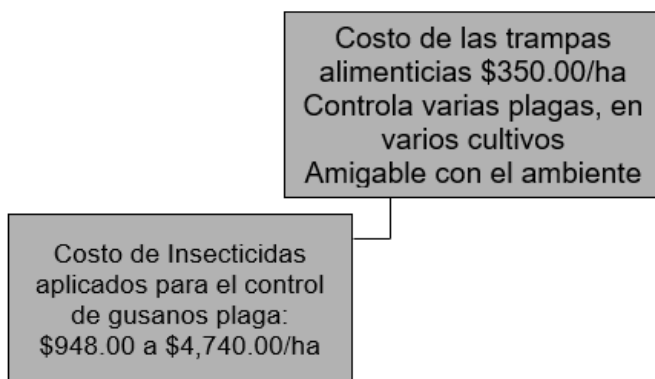 Costo de las trampas
alimenticias $350.00/ha
Controla varias plagas, en
varios cultivos
Amigable con el ambiente
Costo de Insecticidas
aplicados para el control
de gusanos plaga:
$948.00 a $4,740.00/ha